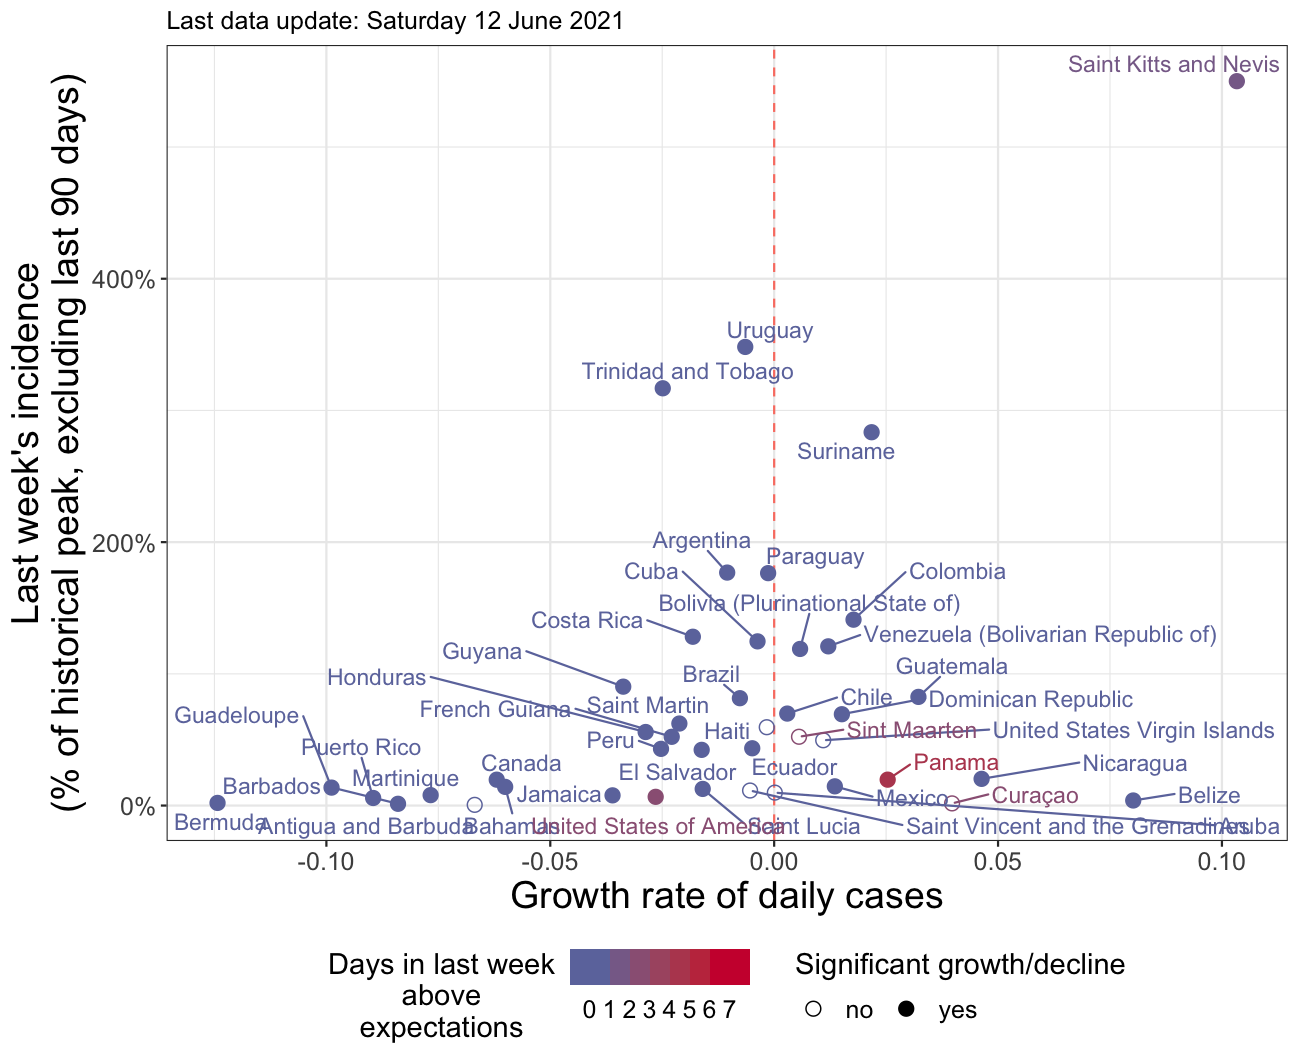 Last data update: Saturday 12 June 2021
Saint Kitts and Nevis
Last week's incidence
(% of historical peak, excluding last 90 days)
400%
200%
0%
Uruguay
Trinidad and Tobago
Suriname
Argentina
Paraguay
Cuba
Colombia
Bolivia (Plurinational State of)
Costa Rica
Venezuela (Bolivarian Republic of)
Guyana
Guatemala
Honduras
Brazil
Chile
Dominican Republic
French Guiana
Saint Martin
Guadeloupe
Haiti
Sint Maarten
United States Virgin Islands
Puerto Rico
Peru
Canada
Ecuador
Panama
Nicaragua
El Salvador
Martinique
Barbados
Jamaica
Mexico
Curaçao
Belize
Bermuda
Antigua and Barbuda
Bahamas
United States of America
Saint Lucia
Saint Vincent and the Grenadines
Aruba
-0.10
-0.05
0.00
0.05
0.10
Growth rate of daily cases
Days in last week
above
expectations
0 1 2 3 4 5 6 7
Significant growth/decline
no
yes